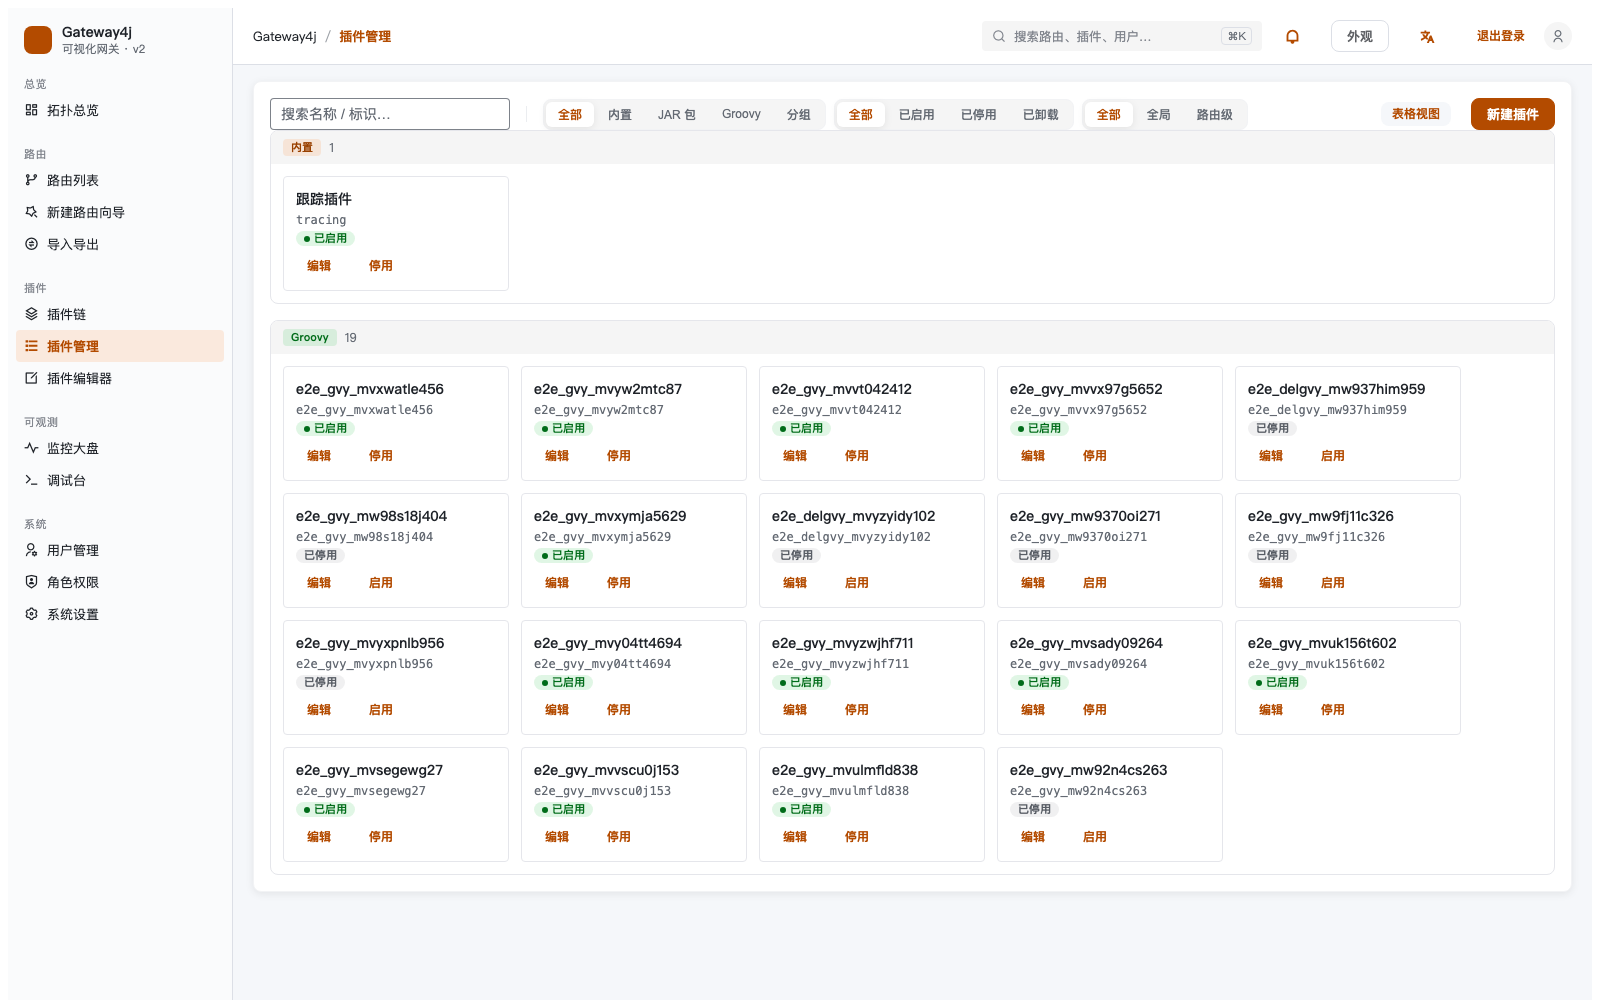 Gateway4j
可视化网关 · v2
总览
拓扑总览
路由
路由列表
新建路由向导
导入导出
插件
插件链
插件管理
插件编辑器
可观测
监控大盘
调试台
系统
用户管理
角色权限
系统设置
Gateway4j / 插件管理
搜索路由、插件、用户... ⌘K
外观
退出登录
搜索名称 / 标识...
全部 内置 JAR 包 Groovy 分组
全部 已启用 已停用 已卸载
全部 全局 路由级
表格视图
新建插件
内置 1
跟踪插件
tracing
已启用
编辑 停用
Groovy 19
e2e_gvy_mvxwatle456
e2e_gvy_mvxwatle456
已启用
编辑 停用
e2e_gvy_mvyw2mtc87
e2e_gvy_mvyw2mtc87
已启用
编辑 停用
e2e_gvy_mvvt042412
e2e_gvy_mvvt042412
已启用
编辑 停用
e2e_gvy_mvvx97g5652
e2e_gvy_mvvx97g5652
已启用
编辑 停用
e2e_delgvy_mw937him959
e2e_delgvy_mw937him959
已停用
编辑 启用
e2e_gvy_mw98s18j404
e2e_gvy_mw98s18j404
已停用
编辑 启用
e2e_gvy_mvxymja5629
e2e_gvy_mvxymja5629
已启用
编辑 停用
e2e_delgvy_mvyzyidy102
e2e_delgvy_mvyzyidy102
已停用
编辑 启用
e2e_gvy_mw9370oi271
e2e_gvy_mw9370oi271
已停用
编辑 启用
e2e_gvy_mw9fj11c326
e2e_gvy_mw9fj11c326
已停用
编辑 启用
e2e_gvy_mvyxpnlb956
e2e_gvy_mvyxpnlb956
已停用
编辑 启用
e2e_gvy_mvy04tt4694
e2e_gvy_mvy04tt4694
已启用
编辑 停用
e2e_gvy_mvyzwjhf711
e2e_gvy_mvyzwjhf711
已启用
编辑 停用
e2e_gvy_mvsady09264
e2e_gvy_mvsady09264
已启用
编辑 停用
e2e_gvy_mvuk156t602
e2e_gvy_mvuk156t602
已启用
编辑 停用
e2e_gvy_mvsegewg27
e2e_gvy_mvsegewg27
已启用
编辑 停用
e2e_gvy_mvvscu0j153
e2e_gvy_mvvscu0j153
已启用
编辑 停用
e2e_gvy_mvulmfld838
e2e_gvy_mvulmfld838
已启用
编辑 停用
e2e_gvy_mw92n4cs263
e2e_gvy_mw92n4cs263
已停用
编辑 启用